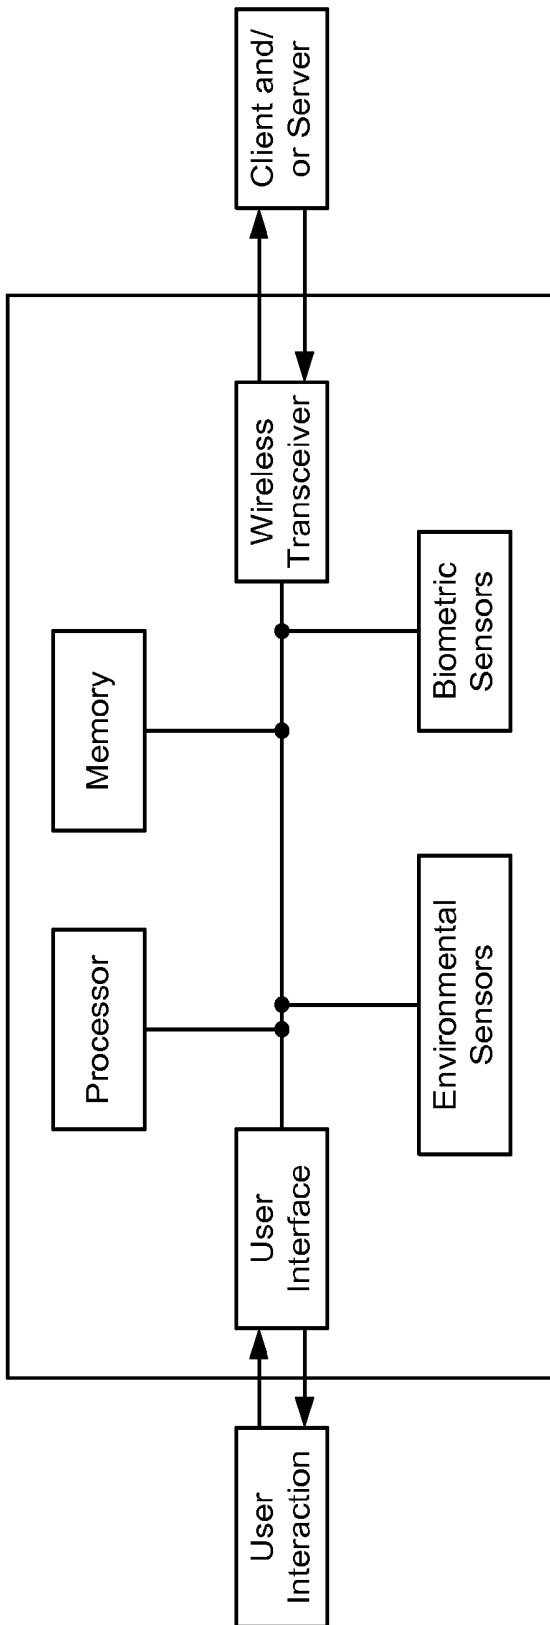 Processor
Memory
User
Interaction
User
Interface
Wireless
Transceiver
Client and/
or Server
Environmental
Sensors
Biometric
Sensors